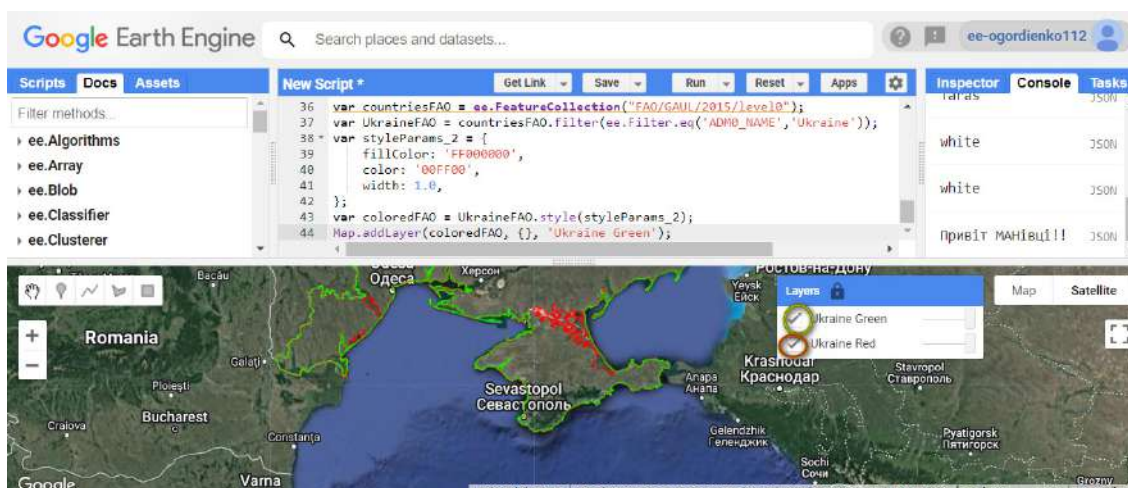 Google Earth Engine
Search places and datasets...
ee-ogordienko112
Scripts Docs Assets
Filter methods...
ee.Algorithms
ee.Array
ee.Blob
ee.Classifier
ee.Clusterer
New Script *
Get Link Save Run Reset Apps
36 var countriesFAO = ee.FeatureCollection("FAO/GAUL/2015/level0");
37 var UkraineFAO = countriesFAO.filter(ee.Filter.eq('ADM0_NAME','Ukraine'));
38 var styleParams_2 = {
39 fillColor: 'FF000000',
40 color: '00FF00',
41 width: 1.0,
42 };
43 var coloredFAO = UkraineFAO.style(styleParams_2);
44 Map.addLayer(coloredFAO, {}, 'Ukraine Green');
Inspector Console Tasks
Taras JSON
white JSON
white JSON
Привіт МАНівці!! JSON
Layers
Ukraine Green
Ukraine Red
Map Satellite
Bacău
Одеса
Херсон
Ростов-на-Дону
Yeysk
Ейск
Romania
Galați
Ploiești
Bucharest
Craiova
Constanța
Varna
Sevastopol
Севастополь
Krasnodar
Краснодар
Anapa
Анапа
Gelendzhik
Геленджик
Stavropol
Ставрополь
Pyatigorsk
Пятигорск
Sochi
Сочи
Grozny
Google